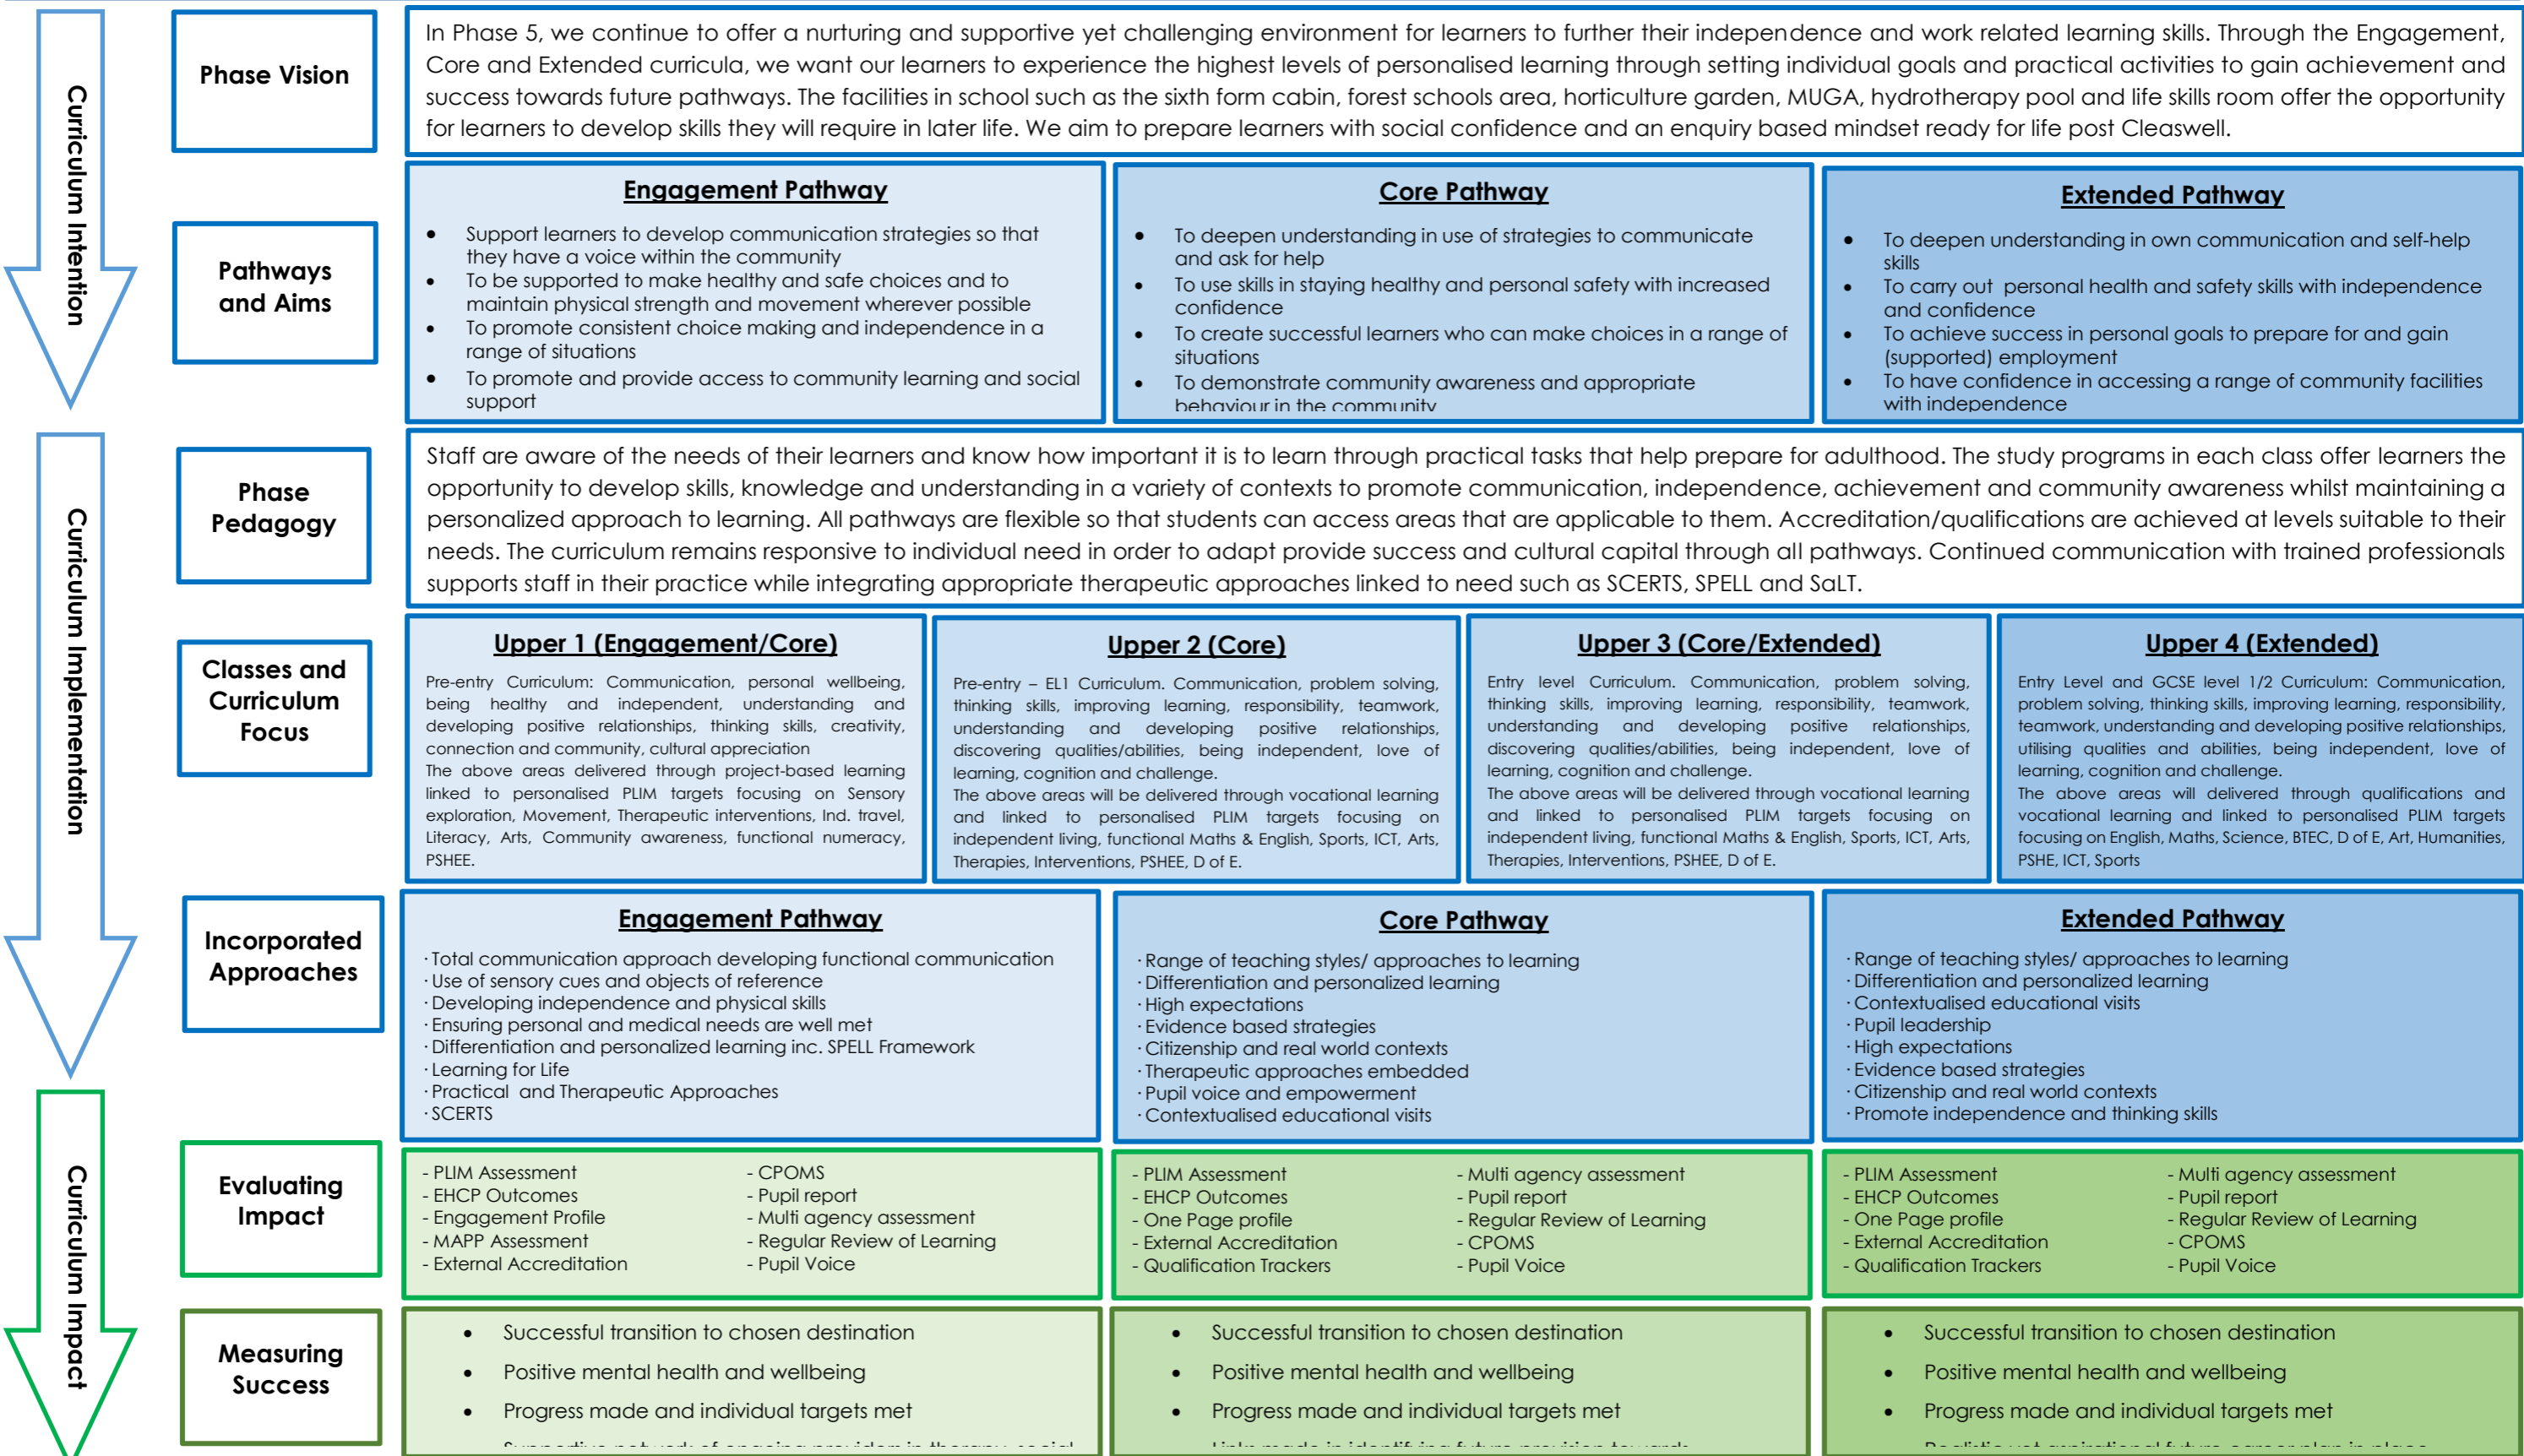 Curriculum Intention
Phase Vision
In Phase 5, we continue to offer a nurturing and supportive yet challenging environment for learners to further their independence and work related learning skills. Through the Engagement,
Core and Extended curricula, we want our learners to experience the highest levels of personalised learning through setting individual goals and practical activities to gain achievement and
success towards future pathways. The facilities in school such as the sixth form cabin, forest schools area, horticulture garden, MUGA, hydrotherapy pool and life skills room offer the opportunity
for learners to develop skills they will require in later life. We aim to prepare learners with social confidence and an enquiry based mindset ready for life post Cleaswell.
Pathways
and Aims
Engagement Pathway
• Support learners to develop communication strategies so that
they have a voice within the community
• To be supported to make healthy and safe choices and to
maintain physical strength and movement wherever possible
• To promote consistent choice making and independence in a
range of situations
• To promote and provide access to community learning and social
support
Core Pathway
• To deepen understanding in use of strategies to communicate
and ask for help
• To use skills in staying healthy and personal safety with increased
confidence
• To create successful learners who can make choices in a range of
situations
• To demonstrate community awareness and appropriate
behaviour in the community
Extended Pathway
• To deepen understanding in own communication and self-help
skills
• To carry out personal health and safety skills with independence
and confidence
• To achieve success in personal goals to prepare for and gain
(supported) employment
• To have confidence in accessing a range of community facilities
with independence
Curriculum Implementation
Phase
Pedagogy
Staff are aware of the needs of their learners and know how important it is to learn through practical tasks that help prepare for adulthood. The study programs in each class offer learners the
opportunity to develop skills, knowledge and understanding in a variety of contexts to promote communication, independence, achievement and community awareness whilst maintaining a
personalized approach to learning. All pathways are flexible so that students can access areas that are applicable to them. Accreditation/qualifications are achieved at levels suitable to their
needs. The curriculum remains responsive to individual need in order to adapt provide success and cultural capital through all pathways. Continued communication with trained professionals
supports staff in their practice while integrating appropriate therapeutic approaches linked to need such as SCERTS, SPELL and SaLT.
Classes and
Curriculum
Focus
Upper 1 (Engagement/Core)
Pre-entry Curriculum: Communication, personal wellbeing,
being healthy and independent, understanding and
developing positive relationships, thinking skills, creativity,
connection and community, cultural appreciation
The above areas delivered through project-based learning
linked to personalised PLIM targets focusing on Sensory
exploration, Movement, Therapeutic interventions, Ind. travel,
Literacy, Arts, Community awareness, functional numeracy,
PSHEE.
Upper 2 (Core)
Pre-entry – EL1 Curriculum. Communication, problem solving,
thinking skills, improving learning, responsibility, teamwork,
understanding and developing positive relationships,
discovering qualities/abilities, being independent, love of
learning, cognition and challenge.
The above areas will be delivered through vocational learning
and linked to personalised PLIM targets focusing on
independent living, functional Maths & English, Sports, ICT, Arts,
Therapies, Interventions, PSHEE, D of E.
Upper 3 (Core/Extended)
Entry level Curriculum. Communication, problem solving,
thinking skills, improving learning, responsibility, teamwork,
understanding and developing positive relationships,
discovering qualities/abilities, being independent, love of
learning, cognition and challenge.
The above areas will be delivered through vocational learning
and linked to personalised PLIM targets focusing on
independent living, functional Maths & English, Sports, ICT, Arts,
Therapies, Interventions, PSHEE, D of E.
Upper 4 (Extended)
Entry Level and GCSE level 1/2 Curriculum: Communication,
problem solving, thinking skills, improving learning, responsibility,
teamwork, understanding and developing positive relationships,
utilising qualities and abilities, being independent, love of
learning, cognition and challenge.
The above areas will delivered through qualifications and
vocational learning and linked to personalised PLIM targets
focusing on English, Maths, Science, BTEC, D of E, Art, Humanities,
PSHE, ICT, Sports
Incorporated
Approaches
Engagement Pathway
· Total communication approach developing functional communication
· Use of sensory cues and objects of reference
· Developing independence and physical skills
· Ensuring personal and medical needs are well met
· Differentiation and personalized learning inc. SPELL Framework
· Learning for Life
· Practical and Therapeutic Approaches
· SCERTS
Core Pathway
· Range of teaching styles/ approaches to learning
· Differentiation and personalized learning
· High expectations
· Evidence based strategies
· Citizenship and real world contexts
· Therapeutic approaches embedded
· Pupil voice and empowerment
· Contextualised educational visits
Extended Pathway
· Range of teaching styles/ approaches to learning
· Differentiation and personalized learning
· Contextualised educational visits
· Pupil leadership
· High expectations
· Evidence based strategies
· Citizenship and real world contexts
· Promote independence and thinking skills
Curriculum Impact
Evaluating
Impact
- PLIM Assessment
- EHCP Outcomes
- Engagement Profile
- MAPP Assessment
- External Accreditation
- CPOMS
- Pupil report
- Multi agency assessment
- Regular Review of Learning
- Pupil Voice
- PLIM Assessment
- EHCP Outcomes
- One Page profile
- External Accreditation
- Qualification Trackers
- Multi agency assessment
- Pupil report
- Regular Review of Learning
- CPOMS
- Pupil Voice
- PLIM Assessment
- EHCP Outcomes
- One Page profile
- External Accreditation
- Qualification Trackers
- Multi agency assessment
- Pupil report
- Regular Review of Learning
- CPOMS
- Pupil Voice
Measuring
Success
• Successful transition to chosen destination
• Positive mental health and wellbeing
• Progress made and individual targets met
• Successful transition to chosen destination
• Positive mental health and wellbeing
• Progress made and individual targets met
• Successful transition to chosen destination
• Positive mental health and wellbeing
• Progress made and individual targets met